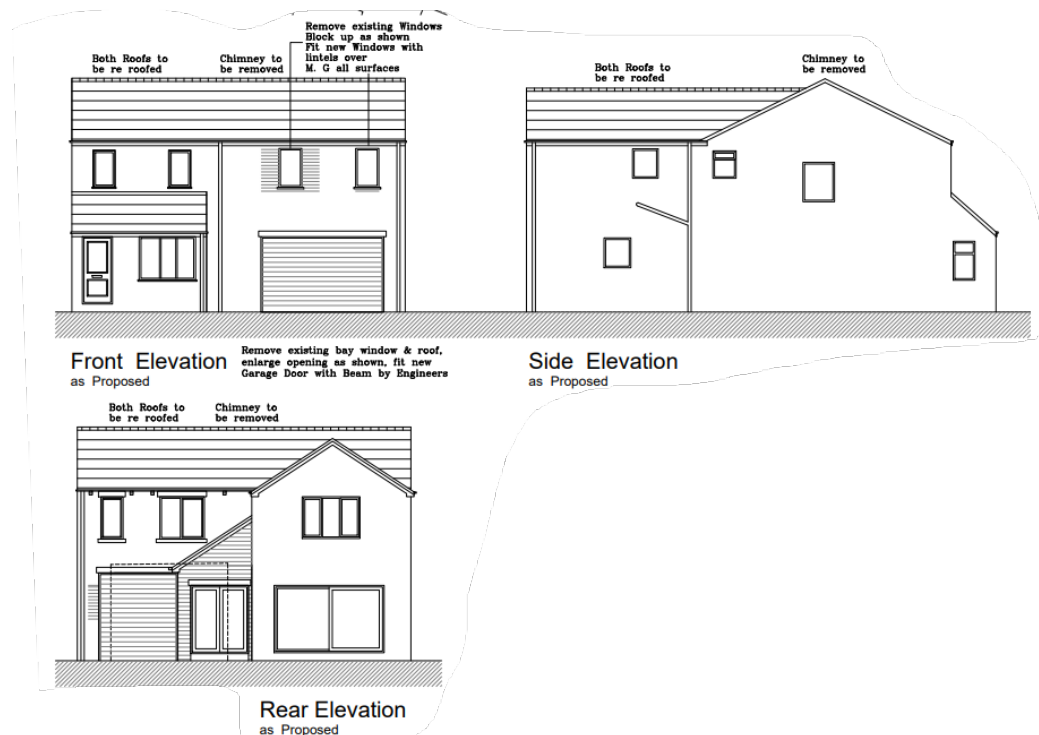 Remove existing Windows
Block up as shown
Fit new Windows with
lintels over
M. G all surfaces
Both Roofs to
be re roofed
Chimney to
be removed
Both Roofs to
be re roofed
Chimney to
be removed
Front Elevation
as Proposed
Remove existing bay window & roof,
enlarge opening as shown, fit new
Garage Door with Beam by Engineers
Side Elevation
as Proposed
Both Roofs to
be re roofed
Chimney to
be removed
Rear Elevation
as Proposed